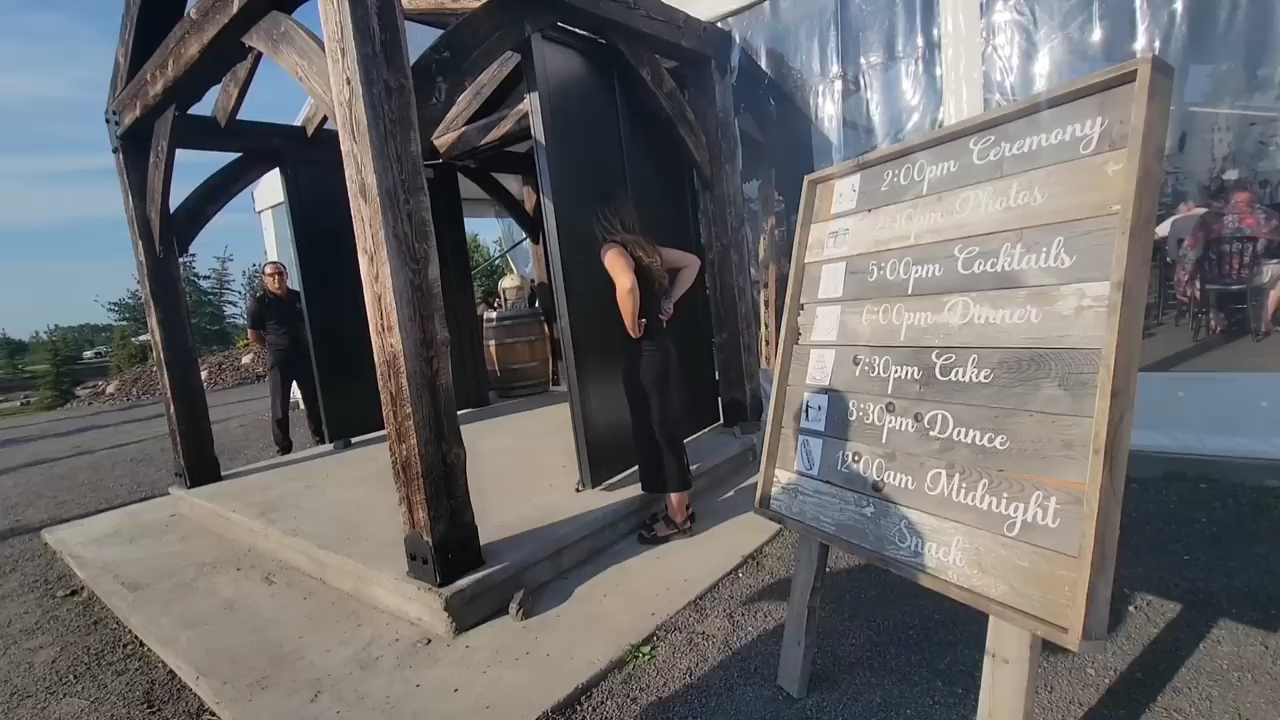 2:00pm Ceremony
Photos
5:00pm Cocktails
6:00pm Dinner
7:30pm Cake
8:30pm Dance
12:00am Midnight
Snack